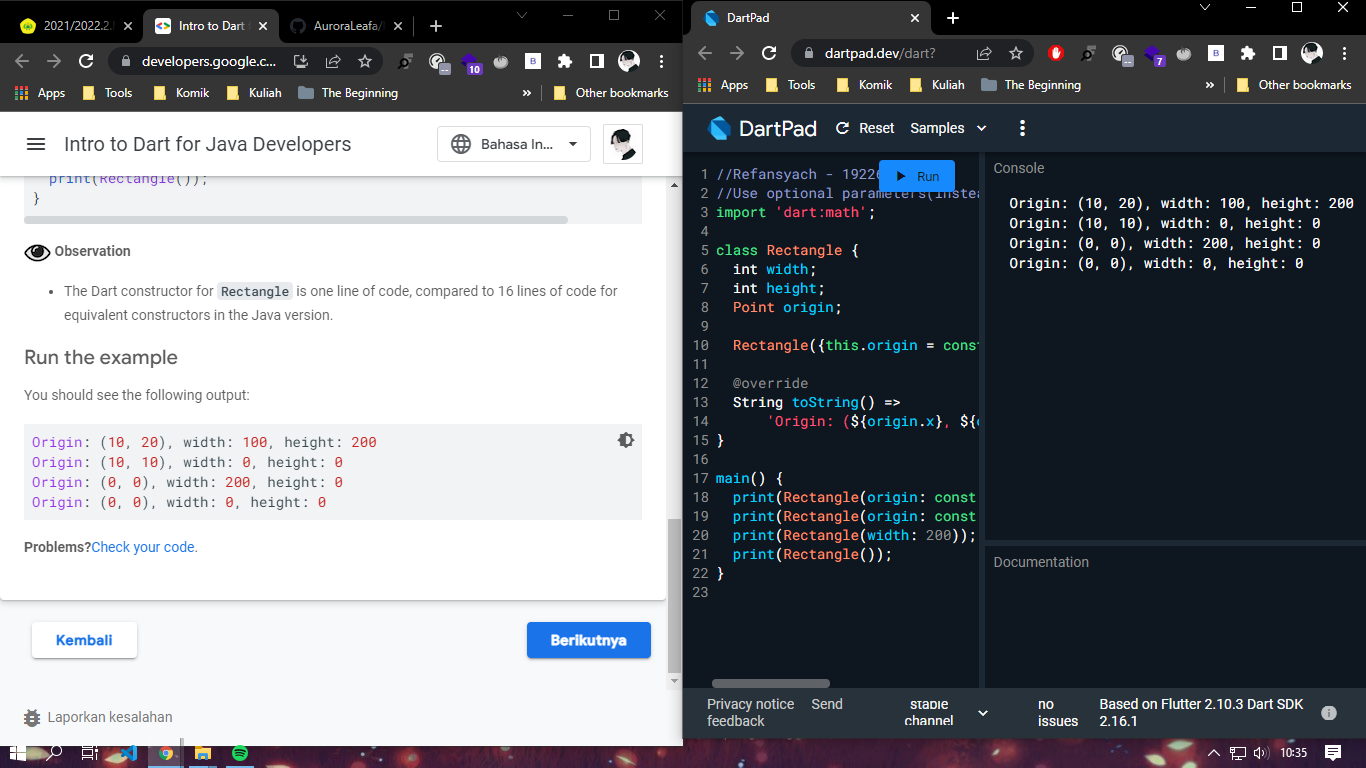 2021/2022.2.
Intro to Dart
AuroraLeafa/
developers.google.c...
10
Apps
Tools
Komik
Kuliah
The Beginning
»
Other bookmarks
Intro to Dart for Java Developers
Bahasa In...
print(Rectangle());
}
Observation
• The Dart constructor for Rectangle is one line of code, compared to 16 lines of code for
equivalent constructors in the Java version.
Run the example
You should see the following output:
Origin: (10, 20), width: 100, height: 200
Origin: (10, 10), width: 0, height: 0
Origin: (0, 0), width: 200, height: 0
Origin: (0, 0), width: 0, height: 0
Problems?Check your code.
Kembali
Berikutnya
Laporkan kesalahan
DartPad
dartpad.dev/dart?
7
Apps
Tools
Komik
Kuliah
The Beginning
»
Other bookmarks
DartPad
Reset
Samples
Run
1 //Refansyach - 1922
2 //Use optional parameters(inste
3 import 'dart:math';
4
5 class Rectangle {
6 int width;
7 int height;
8 Point origin;
9
10 Rectangle({this.origin = cons
11
12 @override
13 String toString() =>
14 'Origin: (${origin.x}, ${
15 }
16
17 main() {
18 print(Rectangle(origin: const
19 print(Rectangle(origin: const
20 print(Rectangle(width: 200));
21 print(Rectangle());
22 }
23
Console
Origin: (10, 20), width: 100, height: 200
Origin: (10, 10), width: 0, height: 0
Origin: (0, 0), width: 200, height: 0
Origin: (0, 0), width: 0, height: 0
Documentation
Privacy notice
Send
feedback
stable
channel
no
issues
Based on Flutter 2.10.3 Dart SDK
2.16.1
10:35